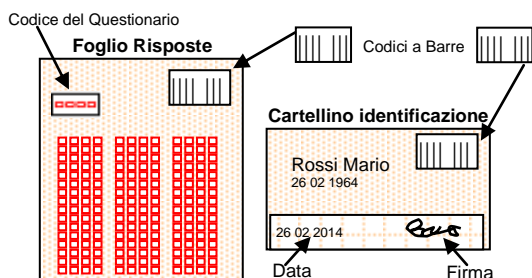 Codice del Questionario
Foglio Risposte
Codici a Barre
Cartellino identificazione
Rossi Mario
26 02 1964
26 02 2014
Data
Firma